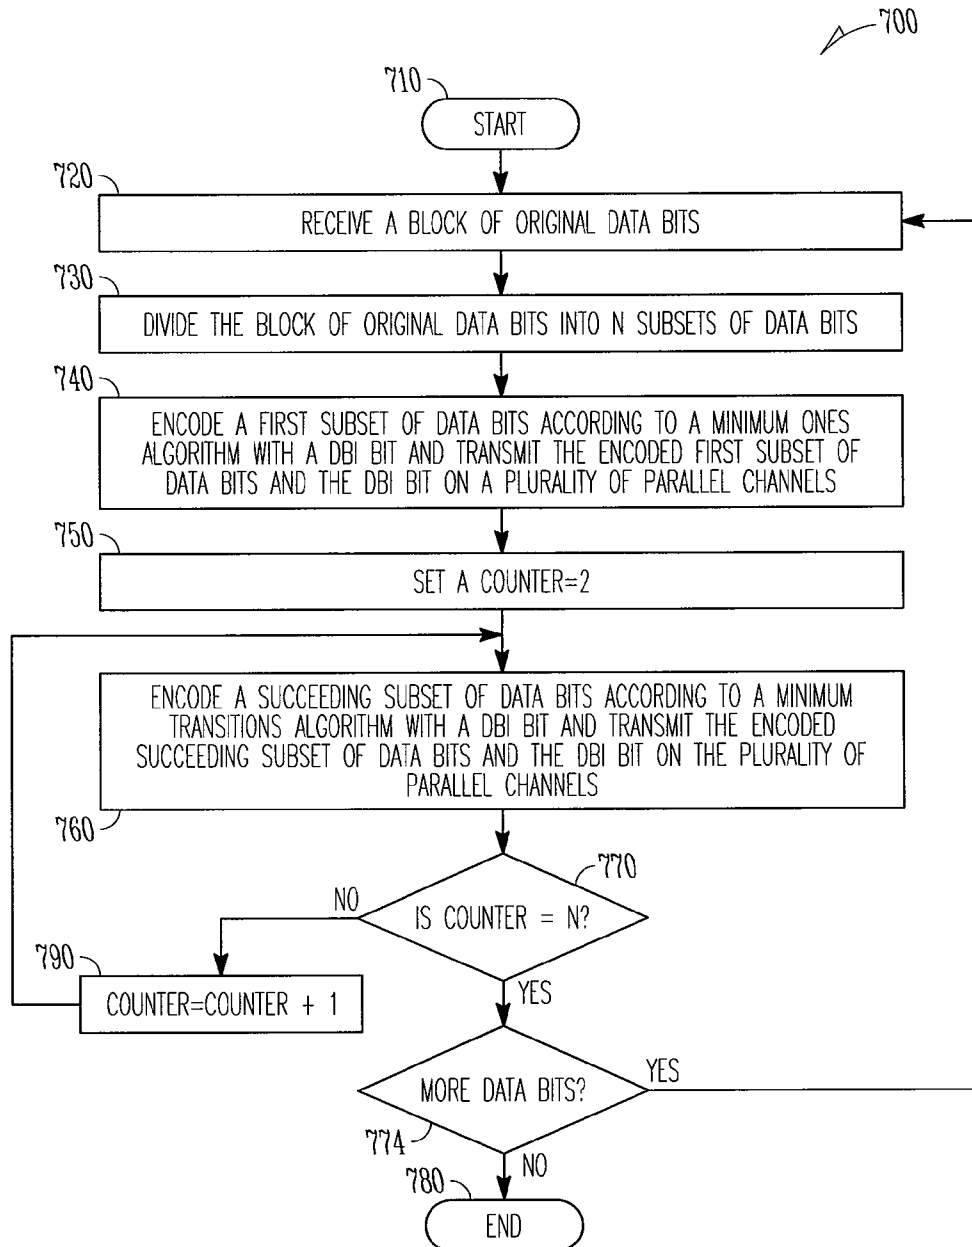 700
710
START
720
RECEIVE A BLOCK OF ORIGINAL DATA BITS
730
DIVIDE THE BLOCK OF ORIGINAL DATA BITS INTO N SUBSETS OF DATA BITS
740
ENCODE A FIRST SUBSET OF DATA BITS ACCORDING TO A MINIMUM ONES
ALGORITHM WITH A DBI BIT AND TRANSMIT THE ENCODED FIRST SUBSET OF
DATA BITS AND THE DBI BIT ON A PLURALITY OF PARALLEL CHANNELS
750
SET A COUNTER=2
ENCODE A SUCCEEDING SUBSET OF DATA BITS ACCORDING TO A MINIMUM
TRANSITIONS ALGORITHM WITH A DBI BIT AND TRANSMIT THE ENCODED
SUCCEEDING SUBSET OF DATA BITS AND THE DBI BIT ON THE PLURALITY OF
PARALLEL CHANNELS
760
770
NO
IS COUNTER = N?
790
COUNTER=COUNTER + 1
YES
YES
MORE DATA BITS?
774
NO
780
END